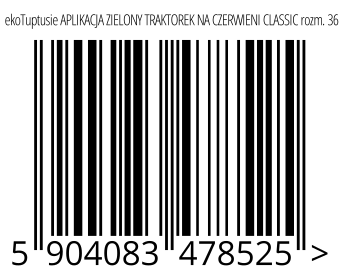 ekoTuptusie APLIKACJA ZIELONY TRAKTOREK NA CZERWIENI CLASSIC rozm. 36
5 904083 478525 >